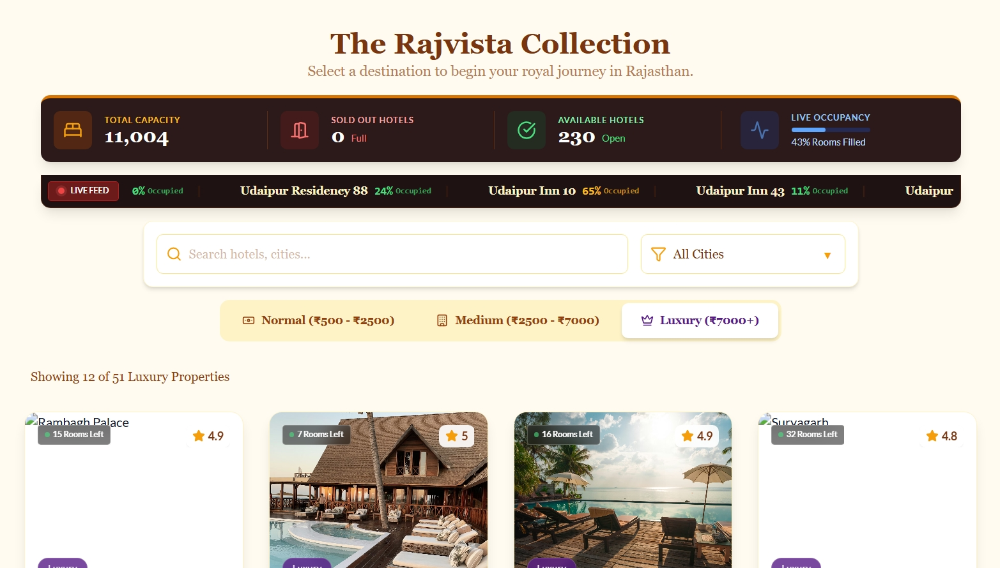 The Rajvista Collection
Select a destination to begin your royal journey in Rajasthan.
TOTAL CAPACITY
11,004
SOLD OUT HOTELS
0 Full
AVAILABLE HOTELS
230 Open
LIVE OCCUPANCY
43% Rooms Filled
LIVE FEED
0% Occupied
Udaipur Residency 88 24% Occupied
Udaipur Inn 10 65% Occupied
Udaipur Inn 43 11% Occupied
Udaipur
Search hotels, cities...
All Cities
Normal (₹500 - ₹2500)
Medium (₹2500 - ₹7000)
Luxury (₹7000+)
Showing 12 of 51 Luxury Properties
Rambagh Palace
15 Rooms Left
4.9
7 Rooms Left
5
16 Rooms Left
4.9
Suryagarh
32 Rooms Left
4.8
Luxury
Luxury
Luxury
Luxury